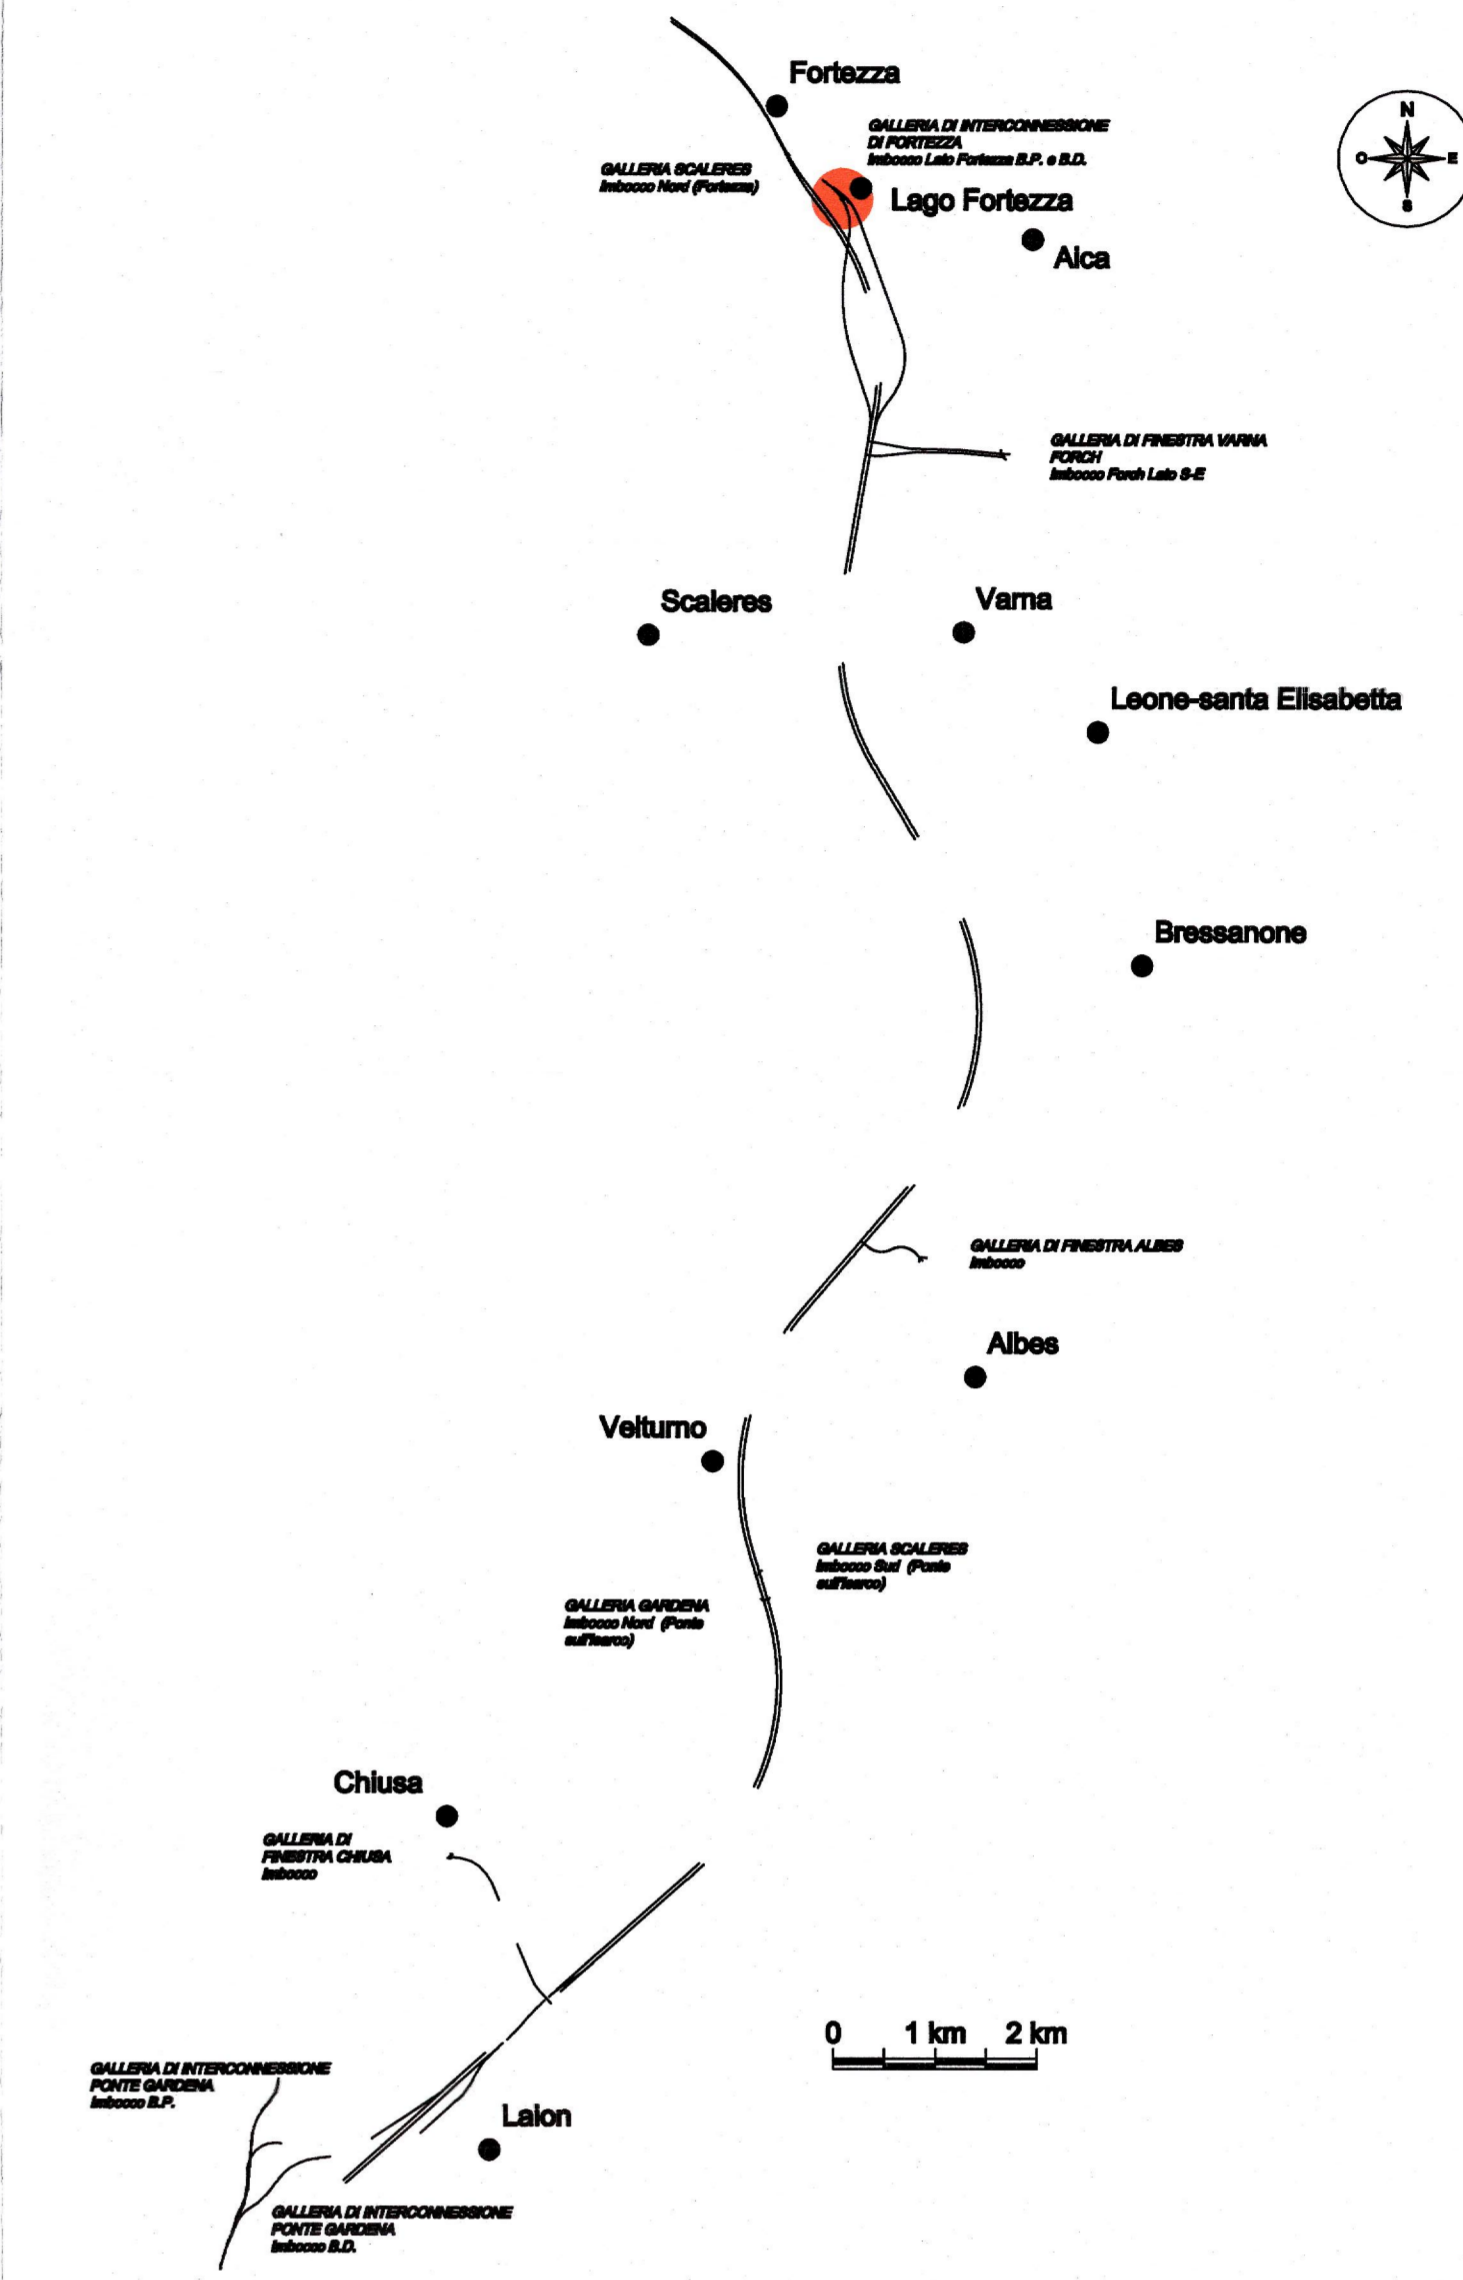 Fortezza
GALLERIA DI INTERCONNESSIONE
DI FORTEZZA
Imbocco Lato Fortezza B.P. e B.D.
N
O
E
S
GALLERIA SCALERES
Imbocco Nord (Fortezza)
Lago Fortezza
Aica
GALLERIA DI FINESTRA VARNA
FORCH
Imbocco Forch Lato S-E
Scaleres
Varna
Leone-santa Elisabetta
Bressanone
GALLERIA DI FINESTRA ALBES
Imbocco
Albes
Velturno
GALLERIA SCALERES
Imbocco Sud (Ponte
sull'Isarco)
GALLERIA GARDENA
Imbocco Nord (Ponte
sull'Isarco)
Chiusa
GALLERIA DI
FINESTRA CHIUSA
Imbocco
0 1 km 2 km
GALLERIA DI INTERCONNESSIONE
PONTE GARDENA
Imbocco B.P.
Laion
GALLERIA DI INTERCONNESSIONE
PONTE GARDENA
Imbocco B.D.